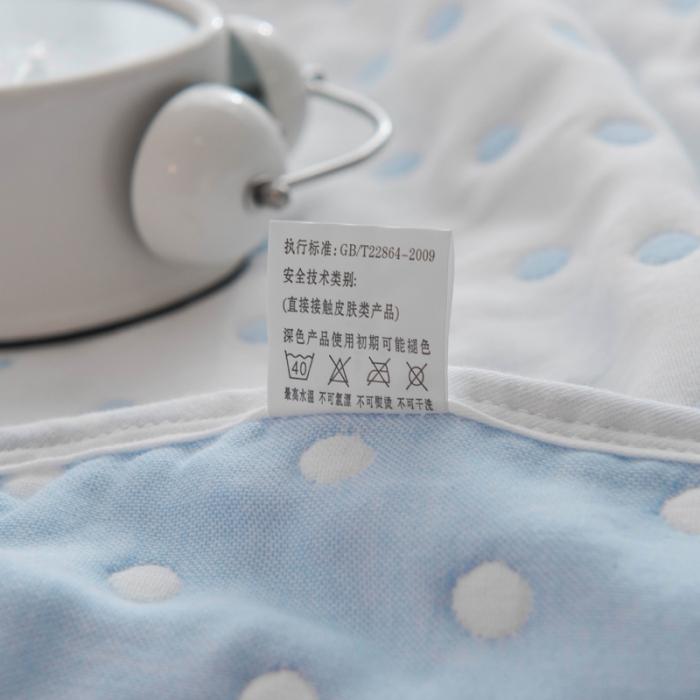 执行标准: GB/T22864-2009
安全技术类别:
(直接接触皮肤类产品)
深色产品使用初期可能褪色
40
最高水温 不可氯漂 不可熨烫 不可干洗